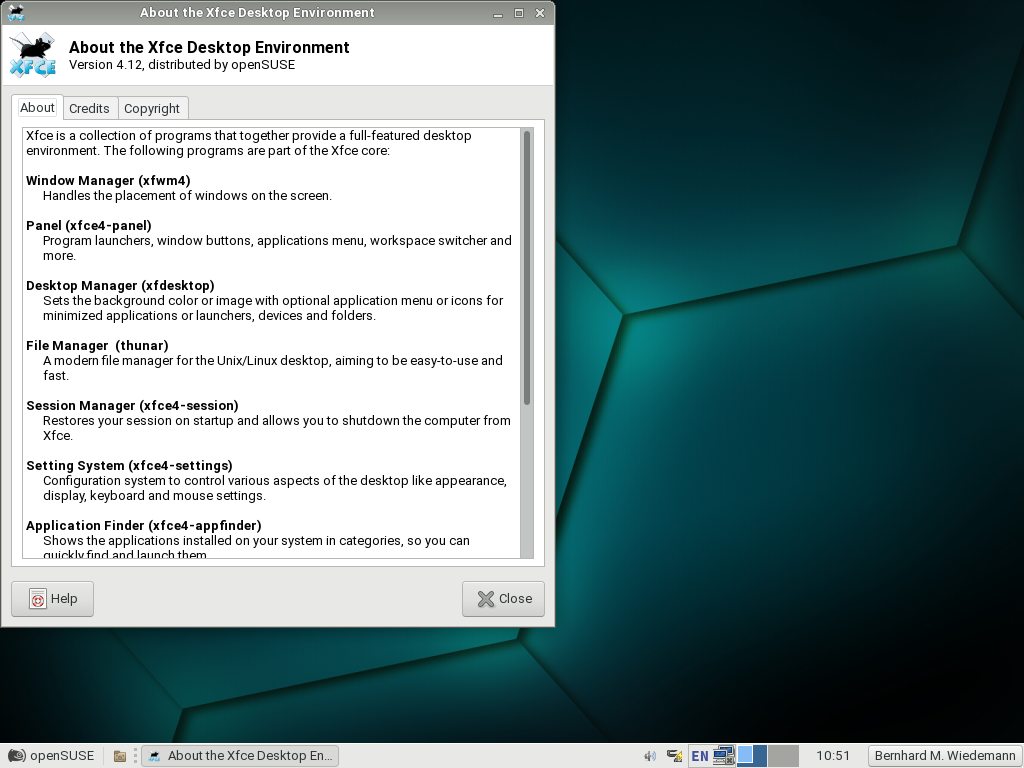 About the Xfce Desktop Environment
XFCE
About the Xfce Desktop Environment
Version 4.12, distributed by openSUSE
About Credits Copyright
Xfce is a collection of programs that together provide a full-featured desktop
environment. The following programs are part of the Xfce core:
Window Manager (xfwm4)
Handles the placement of windows on the screen.
Panel (xfce4-panel)
Program launchers, window buttons, applications menu, workspace switcher and
more.
Desktop Manager (xfdesktop)
Sets the background color or image with optional application menu or icons for
minimized applications or launchers, devices and folders.
File Manager  (thunar)
A modern file manager for the Unix/Linux desktop, aiming to be easy-to-use and
fast.
Session Manager (xfce4-session)
Restores your session on startup and allows you to shutdown the computer from
Xfce.
Setting System (xfce4-settings)
Configuration system to control various aspects of the desktop like appearance,
display, keyboard and mouse settings.
Application Finder (xfce4-appfinder)
Shows the applications installed on your system in categories, so you can
quickly find and launch them
Help Close
openSUSE About the Xfce Desktop En... EN 10:51 Bernhard M. Wiedemann